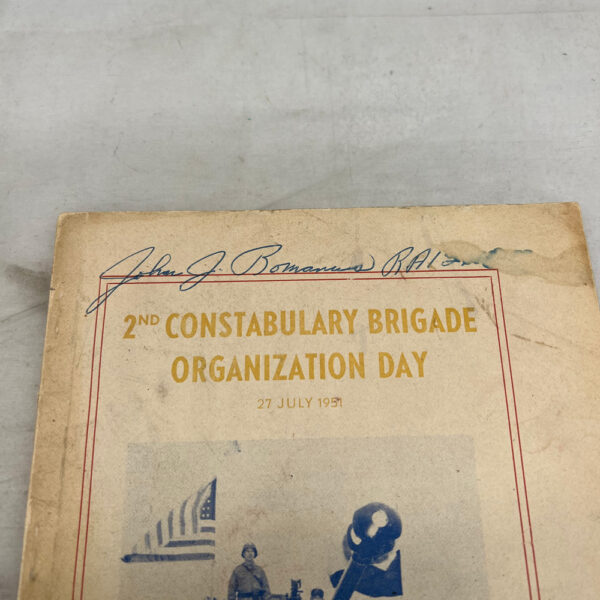 John J. Romanus
2ND CONSTABULARY BRIGADE
ORGANIZATION DAY
27 JULY 1951